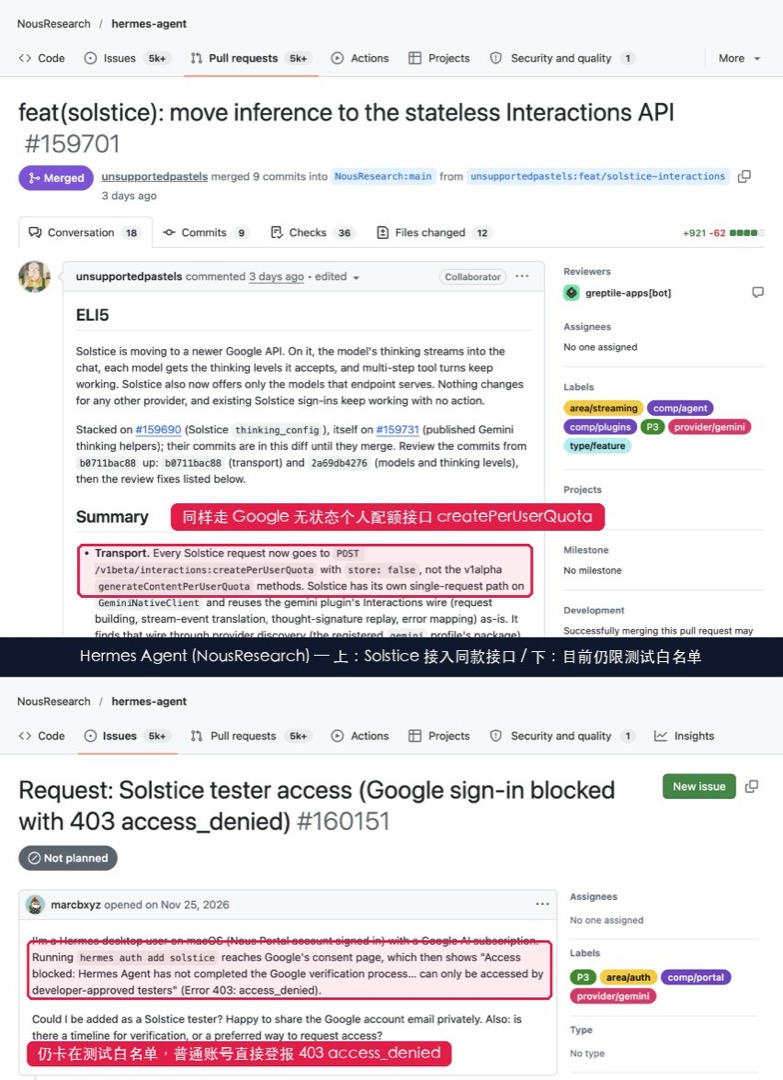 NousResearch / hermes-agent
Code Issues 5k+ Pull requests 5k+ Actions Projects Security and quality 1 More
feat(solstice): move inference to the stateless Interactions API
#159701
Merged unsupportedpastels merged 9 commits into NousResearch:main from unsupportedpastels:feat/solstice-interactions
3 days ago
Conversation 18 Commits 9 Checks 36 Files changed 12 +921 -62
unsupportedpastels commented 3 days ago • edited Collaborator
ELI5
Solstice is moving to a newer Google API. On it, the model's thinking streams into the
chat, each model gets the thinking levels it accepts, and multi-step tool turns keep
working. Solstice also now offers only the models that endpoint serves. Nothing changes
for any other provider, and existing Solstice sign-ins keep working with no action.
Stacked on #159690 (Solstice thinking_config ), itself on #159731 (published Gemini
thinking helpers); their commits are in this diff until they merge. Review the commits from
b0711bac88 up: b0711bac88 (transport) and 2a69db4276 (models and thinking levels),
then the review fixes listed below.
Summary
同样走 Google 无状态个人配额接口 createPerUserQuota
• Transport. Every Solstice request now goes to POST
/v1beta/interactions:createPerUserQuota with store: false , not the v1alpha
generateContentPerUserQuota methods. Solstice has its own single-request path on
GeminiNativeClient and reuses the gemini plugin's Interactions wire (request
building, stream-event translation, thought-signature replay, error mapping) as-is. It
finds that wire through provider discovery (the registered gemini profile's package)
Reviewers
greptile-apps[bot]
Assignees
No one assigned
Labels
area/streaming comp/agent
comp/plugins P3 provider/gemini
type/feature
Projects
Milestone
No milestone
Development
Successfully merging this pull request may
Hermes Agent (NousResearch) — 上：Solstice 接入同款接口 / 下：目前仍限测试白名单
NousResearch / hermes-agent
Code Issues 5k+ Pull requests 5k+ Actions Projects Security and quality 1 Insights
Request: Solstice tester access (Google sign-in blocked
with 403 access_denied) #160151
New issue
Not planned
marcbxyz opened on Nov 25, 2026
I'm a Hermes desktop user on macOS (Nous Portal account signed in) with a Google AI subscription.
Running hermes auth add solstice reaches Google's consent page, which then shows "Access
blocked: Hermes Agent has not completed the Google verification process... can only be accessed by
developer-approved testers" (Error 403: access_denied).
Could I be added as a Solstice tester? Happy to share the Google account email privately. Also: is
there a timeline for verification, or a preferred way to request access?
仍卡在测试白名单，普通账号直接登报 403 access_denied
Assignees
No one assigned
Labels
P3 area/auth comp/portal
provider/gemini
Type
No type